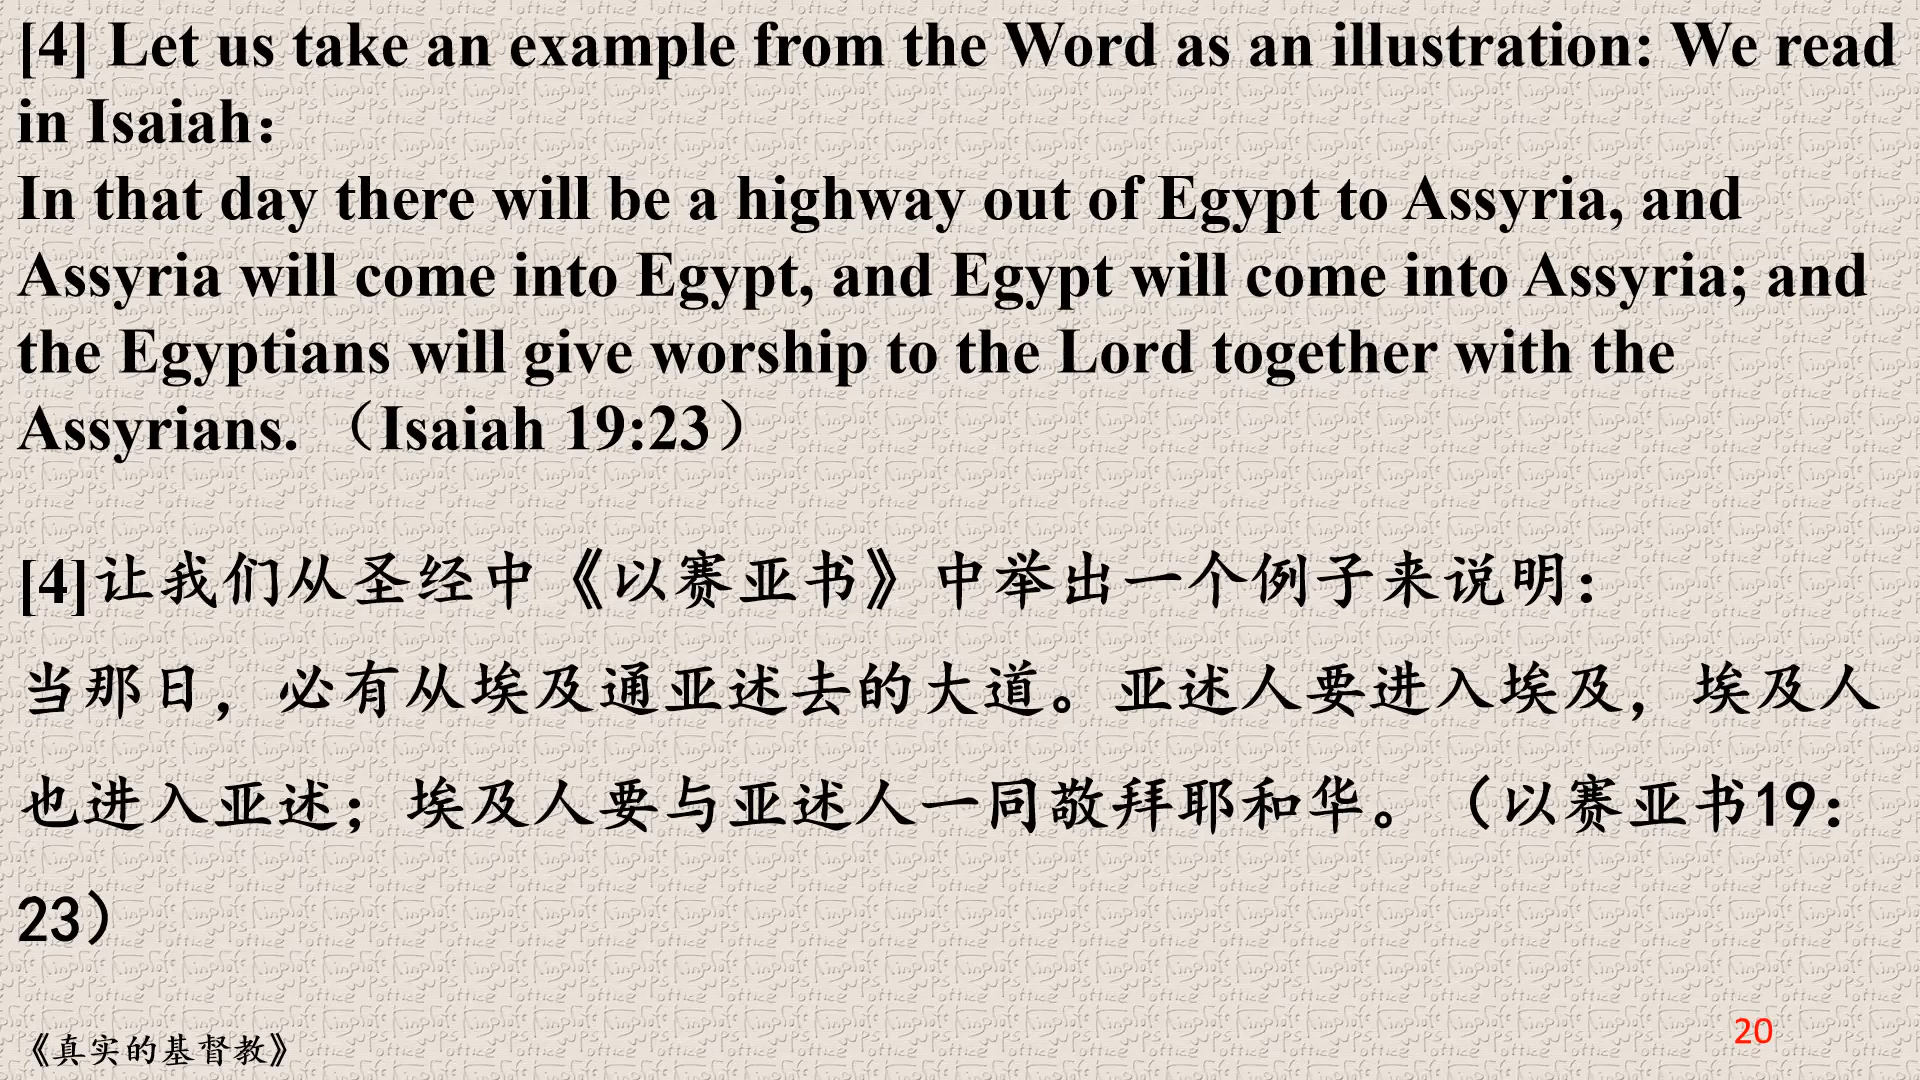 [4] Let us take an example from the Word as an illustration: We read
in Isaiah：
In that day there will be a highway out of Egypt to Assyria, and
Assyria will come into Egypt, and Egypt will come into Assyria; and
the Egyptians will give worship to the Lord together with the
Assyrians. （Isaiah 19:23）
[4]让我们从圣经中《以赛亚书》中举出一个例子来说明：
当那日，必有从埃及通亚述去的大道。亚述人要进入埃及，埃及人
也进入亚述；埃及人要与亚述人一同敬拜耶和华。（以赛亚书19：
23）
《真实的基督教》
20